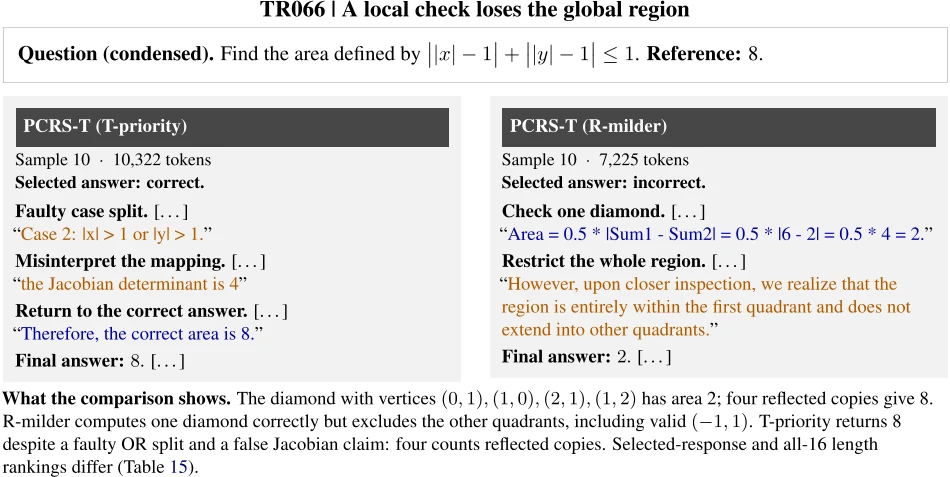 TR066 | A local check loses the global region
Question (condensed). Find the area defined by ||x| − 1| + ||y| − 1| ≤ 1. Reference: 8.
PCRS-T (T-priority)
Sample 10 · 10,322 tokens
Selected answer: correct.
Faulty case split. [...]
“Case 2: |x| > 1 or |y| > 1.”
Misinterpret the mapping. [...]
“the Jacobian determinant is 4”
Return to the correct answer. [...]
“Therefore, the correct area is 8.”
Final answer: 8. [...]
PCRS-T (R-milder)
Sample 10 · 7,225 tokens
Selected answer: incorrect.
Check one diamond. [...]
“Area = 0.5 * |Sum1 - Sum2| = 0.5 * |6 - 2| = 0.5 * 4 = 2.”
Restrict the whole region. [...]
“However, upon closer inspection, we realize that the
region is entirely within the first quadrant and does not
extend into other quadrants.”
Final answer: 2. [...]
What the comparison shows. The diamond with vertices (0, 1), (1, 0), (2, 1), (1, 2) has area 2; four reflected copies give 8.
R-milder computes one diamond correctly but excludes the other quadrants, including valid (−1, 1). T-priority returns 8
despite a faulty OR split and a false Jacobian claim: four counts reflected copies. Selected-response and all-16 length
rankings differ (Table 15).